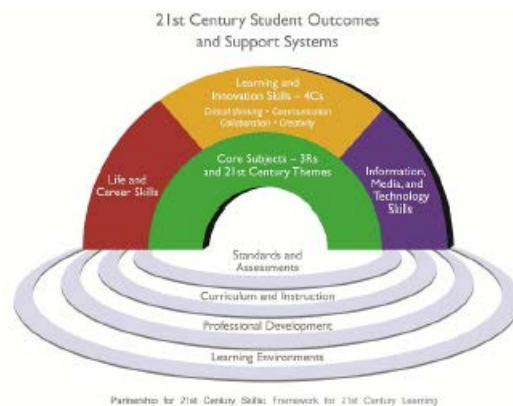 21st Century Student Outcomes
and Support Systems
Learning and
Innovation Skills – 4Cs
Critical thinking • Communication
Collaboration • Creativity
Core Subjects – 3Rs
and 21st Century Themes
Life and
Career Skills
Information,
Media, and
Technology
Skills
Standards and
Assessments
Curriculum and Instruction
Professional Development
Learning Environments
Partnership for 21st Century Skills: Framework for 21st Century Learning